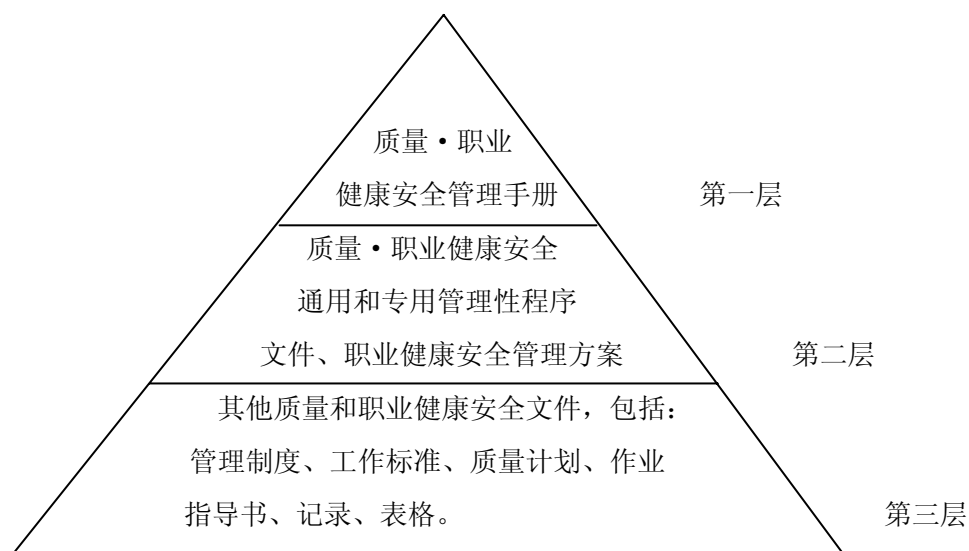 质量·职业
健康安全管理手册 第一层
质量·职业健康安全
通用和专用管理性程序
文件、职业健康安全管理方案 第二层
其他质量和职业健康安全文件，包括：
管理制度、工作标准、质量计划、作业
指导书、记录、表格。 第三层